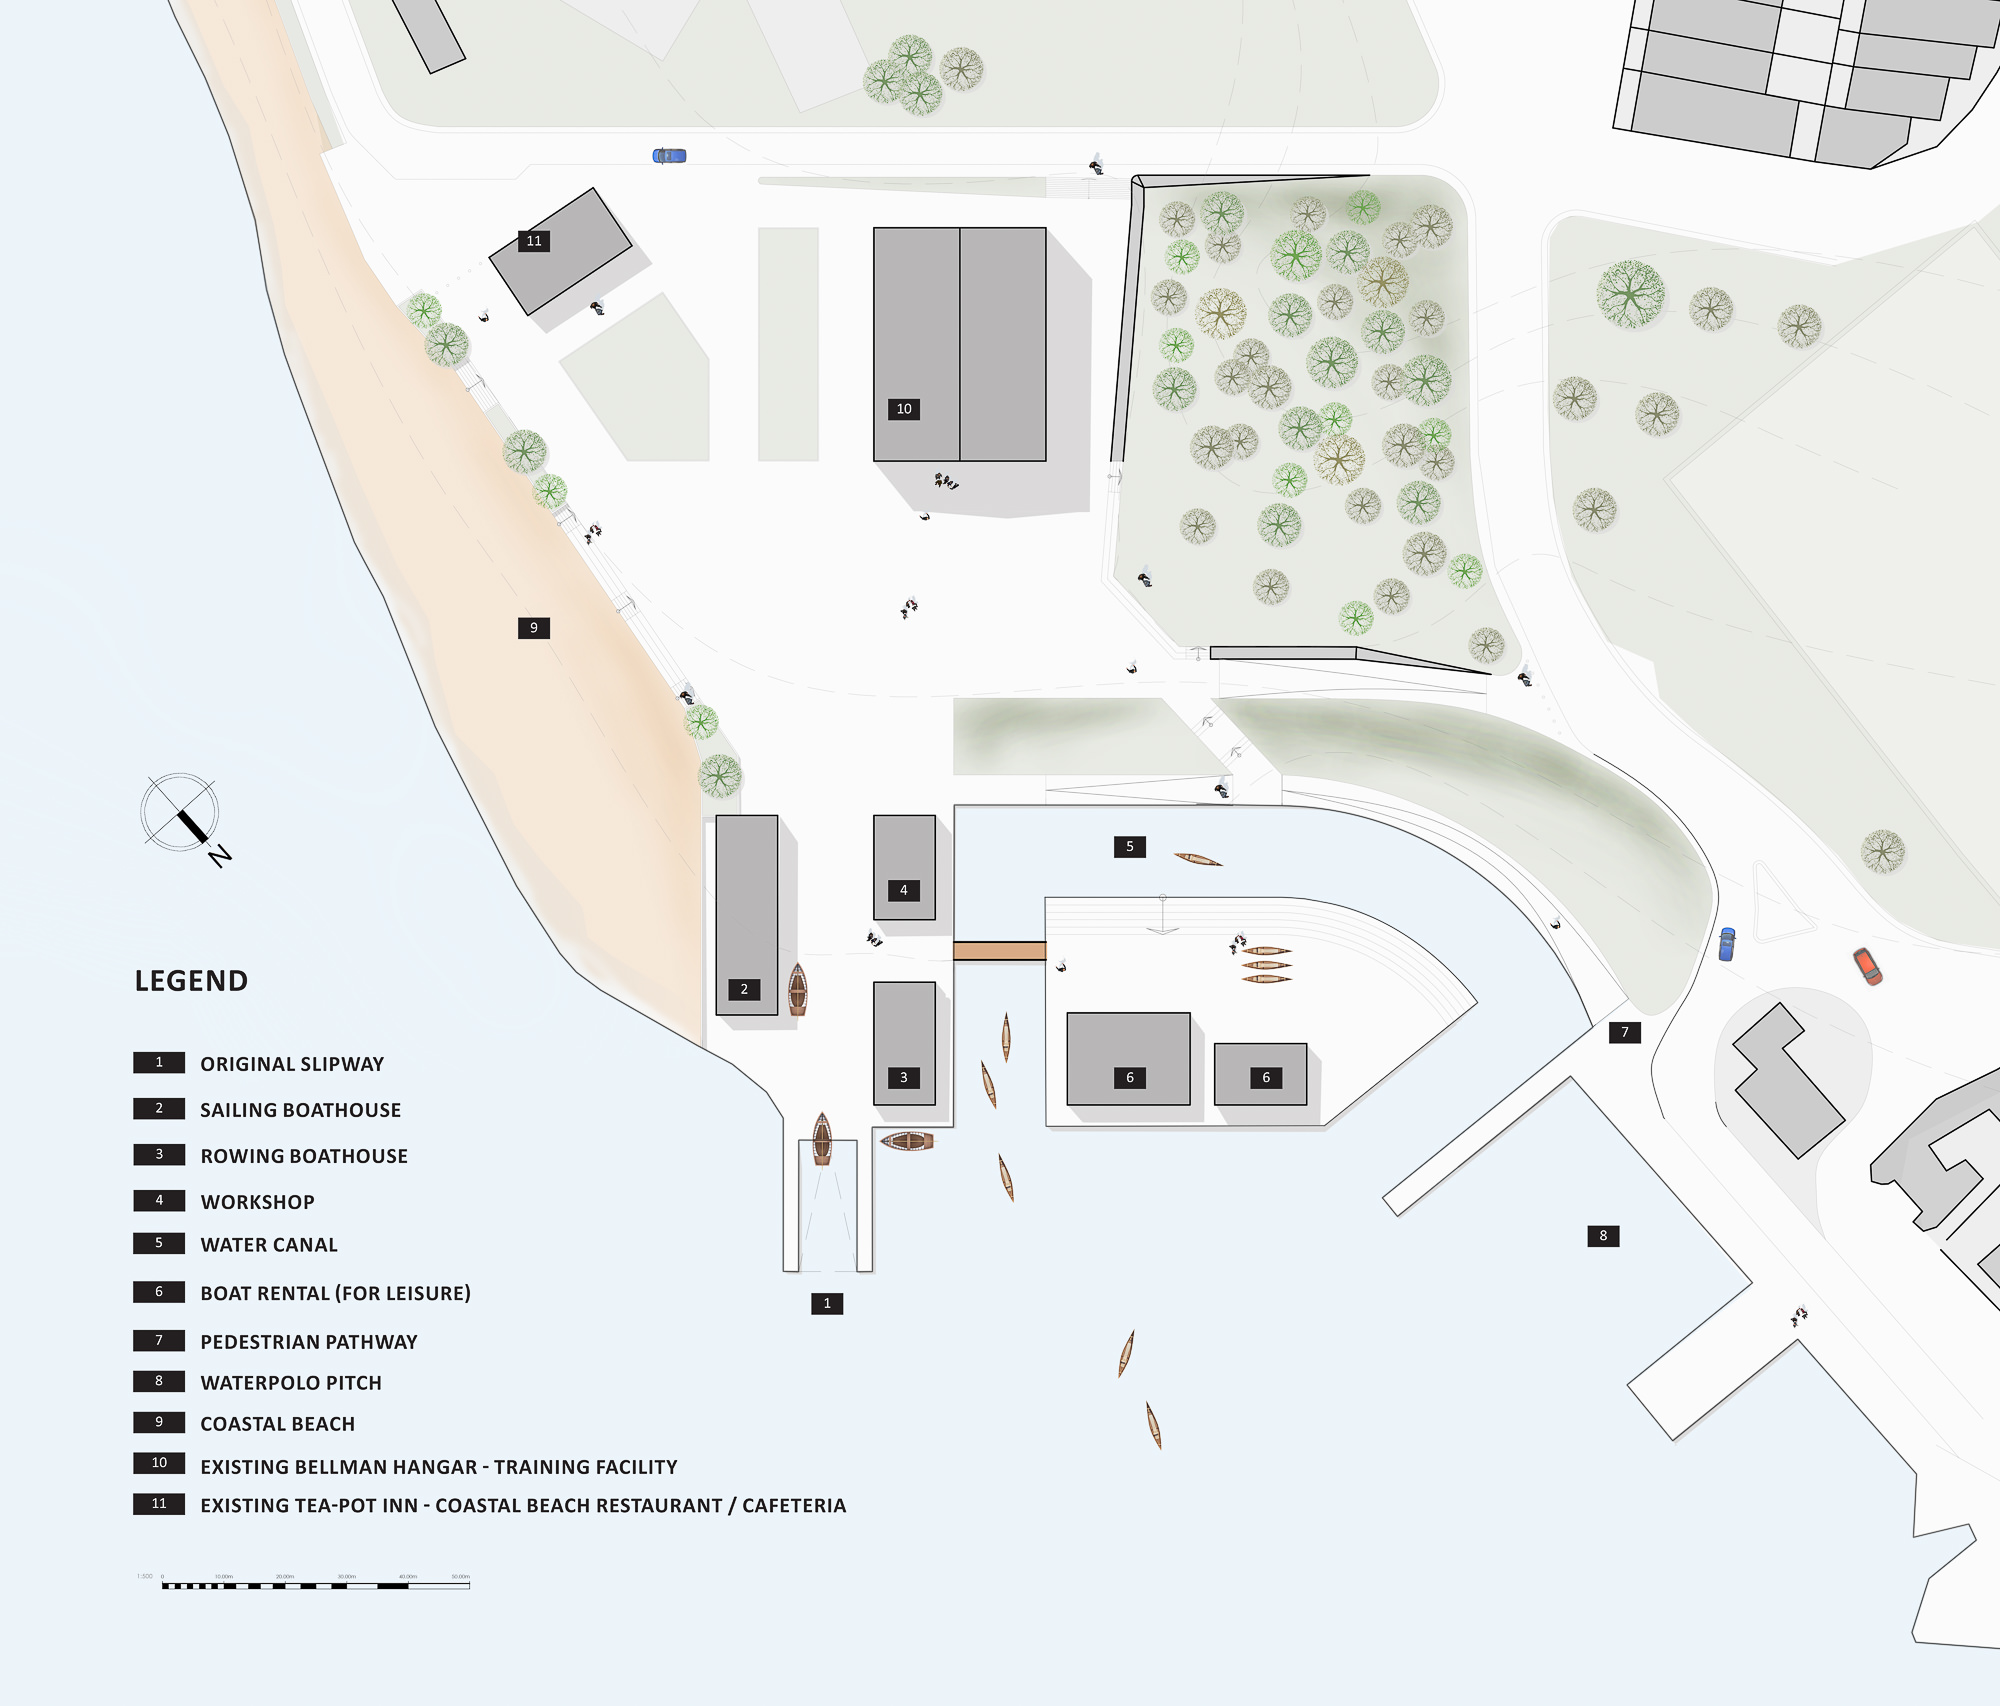 11
10
9
5
4
2
7
3
6
6
8
1
N
LEGEND
1 ORIGINAL SLIPWAY
2 SAILING BOATHOUSE
3 ROWING BOATHOUSE
4 WORKSHOP
5 WATER CANAL
6 BOAT RENTAL (FOR LEISURE)
7 PEDESTRIAN PATHWAY
8 WATERPOLO PITCH
9 COASTAL BEACH
10 EXISTING BELLMAN HANGAR - TRAINING FACILITY
11 EXISTING TEA-POT INN - COASTAL BEACH RESTAURANT / CAFETERIA
1:500 0 10.00m 20.00m 30.00m 40.00m 50.00m